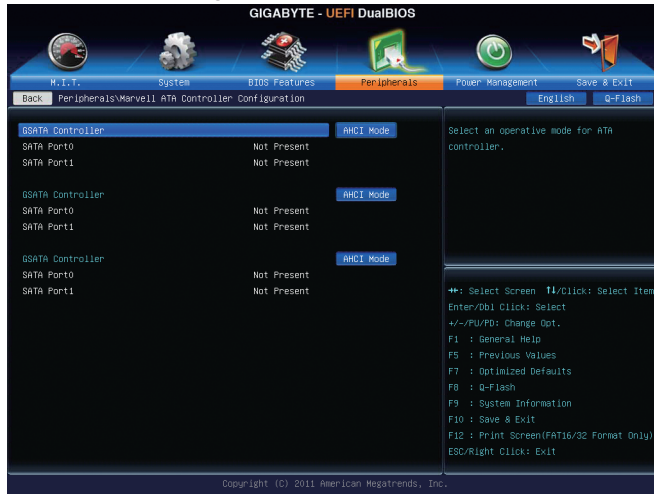 GIGABYTE - UEFI DualBIOS
M.I.T. System BIOS Features Peripherals Power Management Save & Exit
Back Peripherals\Marvell ATA Controller Configuration English Q-Flash
GSATA Controller AHCI Mode
SATA Port0 Not Present
SATA Port1 Not Present
GSATA Controller AHCI Mode
SATA Port0 Not Present
SATA Port1 Not Present
GSATA Controller AHCI Mode
SATA Port0 Not Present
SATA Port1 Not Present
Select an operative mode for ATA
controller.
→←: Select Screen ↑↓/Click: Select Item
Enter/Dbl Click: Select
+/-/PU/PD: Change Opt.
F1 : General Help
F5 : Previous Values
F7 : Optimized Defaults
F8 : Q-Flash
F9 : System Information
F10 : Save & Exit
F12 : Print Screen(FAT16/32 Format Only)
ESC/Right Click: Exit
Copyright (C) 2011 American Megatrends, Inc.